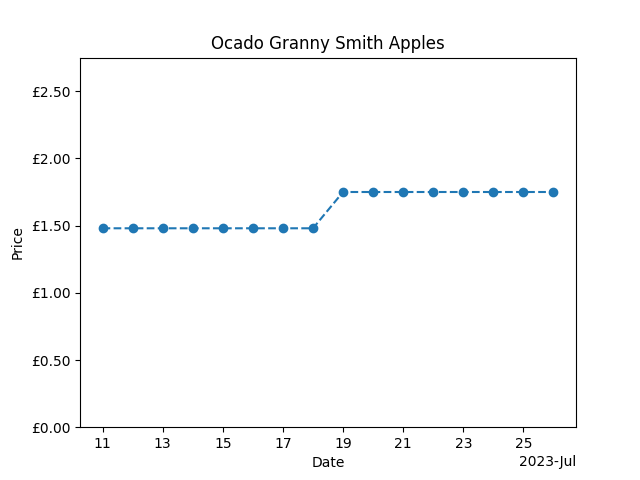 Ocado Granny Smith Apples
£2.50
£2.00
£1.50
£1.00
£0.50
£0.00
Price
11 13 15 17 19 21 23 25
Date
2023-Jul